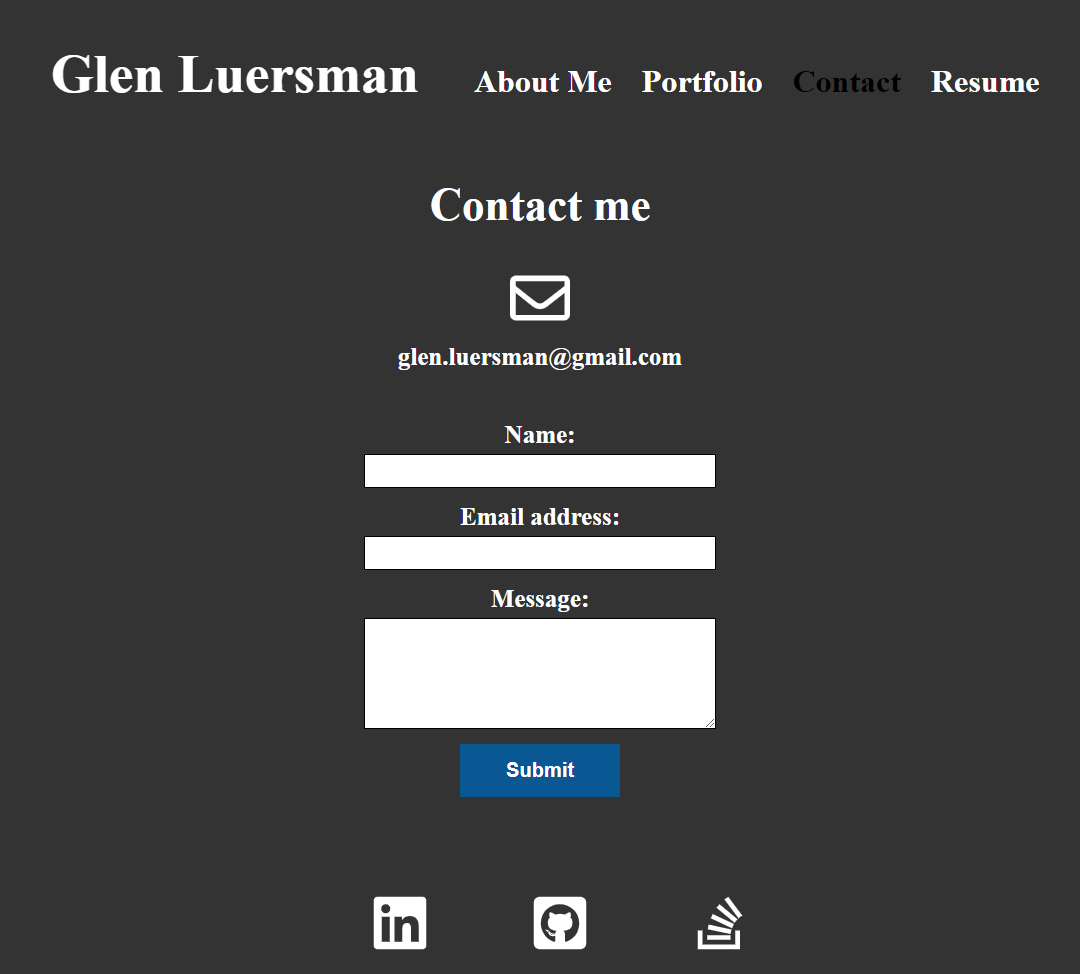 Glen Luersman
About Me Portfolio Contact Resume
Contact me
glen.luersman@gmail.com
Name:
Email address:
Message:
Submit
in